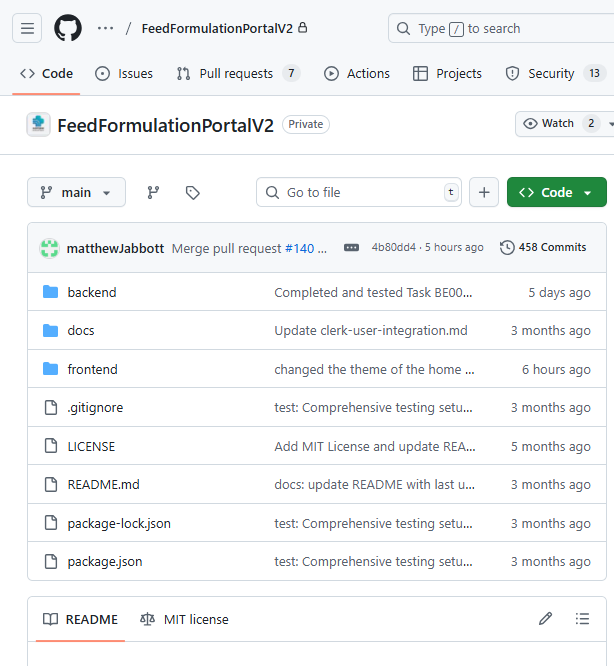 FeedFormulationPortalV2
Type / to search
Code
Issues
Pull requests 7
Actions
Projects
Security 13
FeedFormulationPortalV2 Private
Watch 2
main
Go to file t
Code
matthewJabbott Merge pull request #140 ... 4b80dd4 · 5 hours ago 458 Commits
backend Completed and tested Task BE00... 5 days ago
docs Update clerk-user-integration.md 3 months ago
frontend changed the theme of the home ... 6 hours ago
.gitignore test: Comprehensive testing setu... 3 months ago
LICENSE Add MIT License and update REA... 5 months ago
README.md docs: update README with last u... 3 months ago
package-lock.json test: Comprehensive testing setu... 3 months ago
package.json test: Comprehensive testing setu... 3 months ago
README MIT license